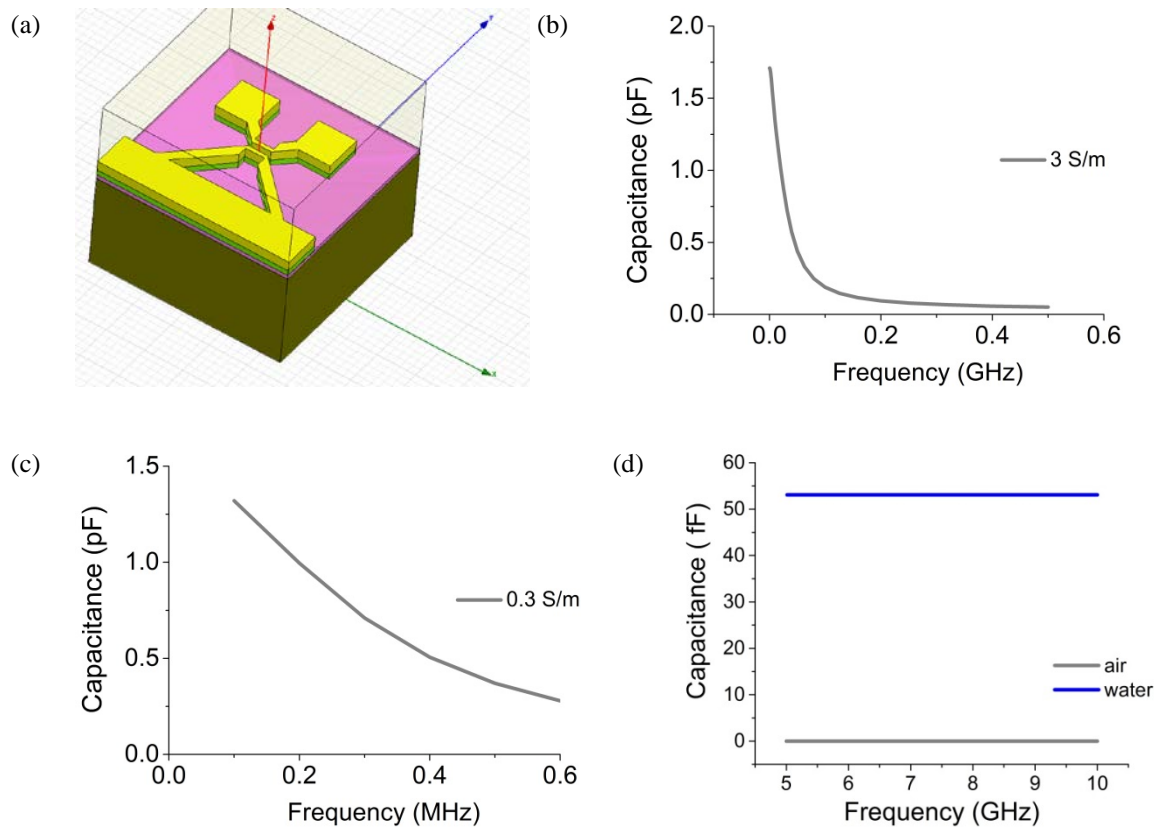 (a)
Z
Y
X
(b)
2.0
1.5
1.0
0.5
0.0
Capacitance (pF)
3 S/m
0.0 0.2 0.4 0.6
Frequency (GHz)
(c)
1.5
1.0
0.5
0.0
Capacitance (pF)
0.3 S/m
0.0 0.2 0.4 0.6
Frequency (MHz)
(d)
60
50
40
30
20
10
0
Capacitance ( fF)
air
water
5 6 7 8 9 10
Frequency (GHz)